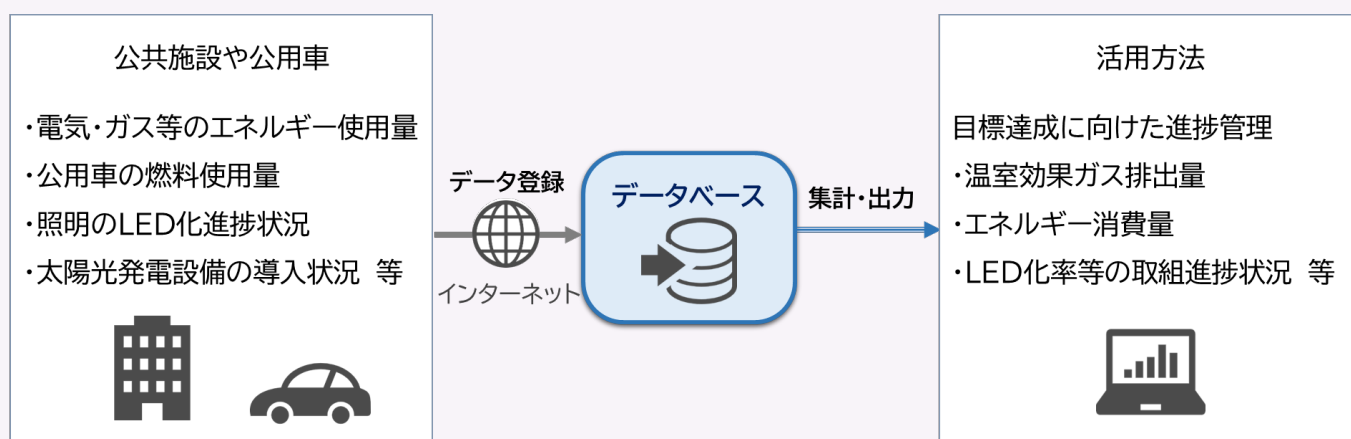 公共施設や公用車
・電気・ガス等のエネルギー使用量
・公用車の燃料使用量
・照明のLED化進捗状況
・太陽光発電設備の導入状況 等
データ登録
インターネット
データベース
集計・出力
活用方法
目標達成に向けた進捗管理
・温室効果ガス排出量
・エネルギー消費量
・LED化率等の取組進捗状況 等